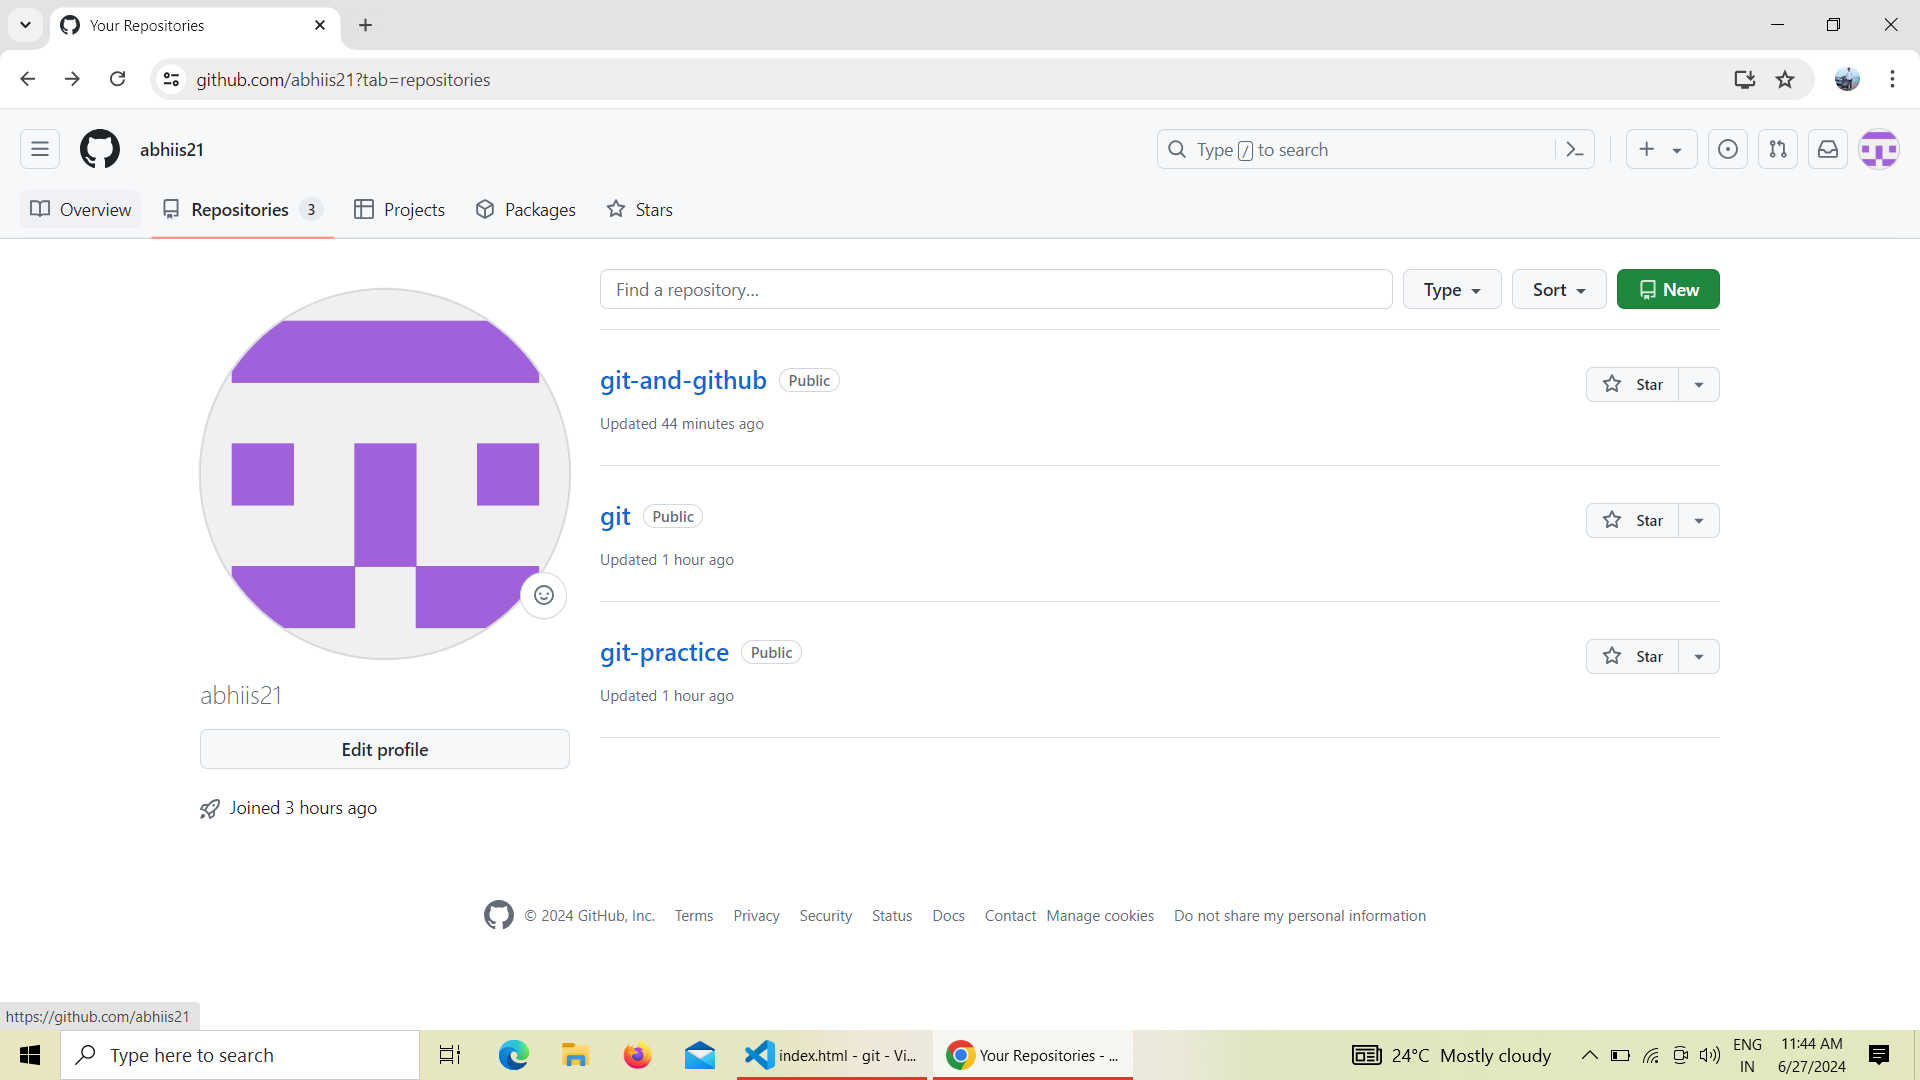 Your Repositories
github.com/abhiis21?tab=repositories
abhiis21
Type / to search
Overview
Repositories 3
Projects
Packages
Stars
Find a repository...
Type
Sort
New
git-and-github Public
Star
Updated 44 minutes ago
git Public
Star
Updated 1 hour ago
git-practice Public
Star
Updated 1 hour ago
abhiis21
Edit profile
Joined 3 hours ago
© 2024 GitHub, Inc. Terms Privacy Security Status Docs Contact Manage cookies Do not share my personal information
https://github.com/abhiis21
Type here to search
index.html - git - Vi...
Your Repositories - ...
24°C Mostly cloudy
ENG
IN
11:44 AM
6/27/2024